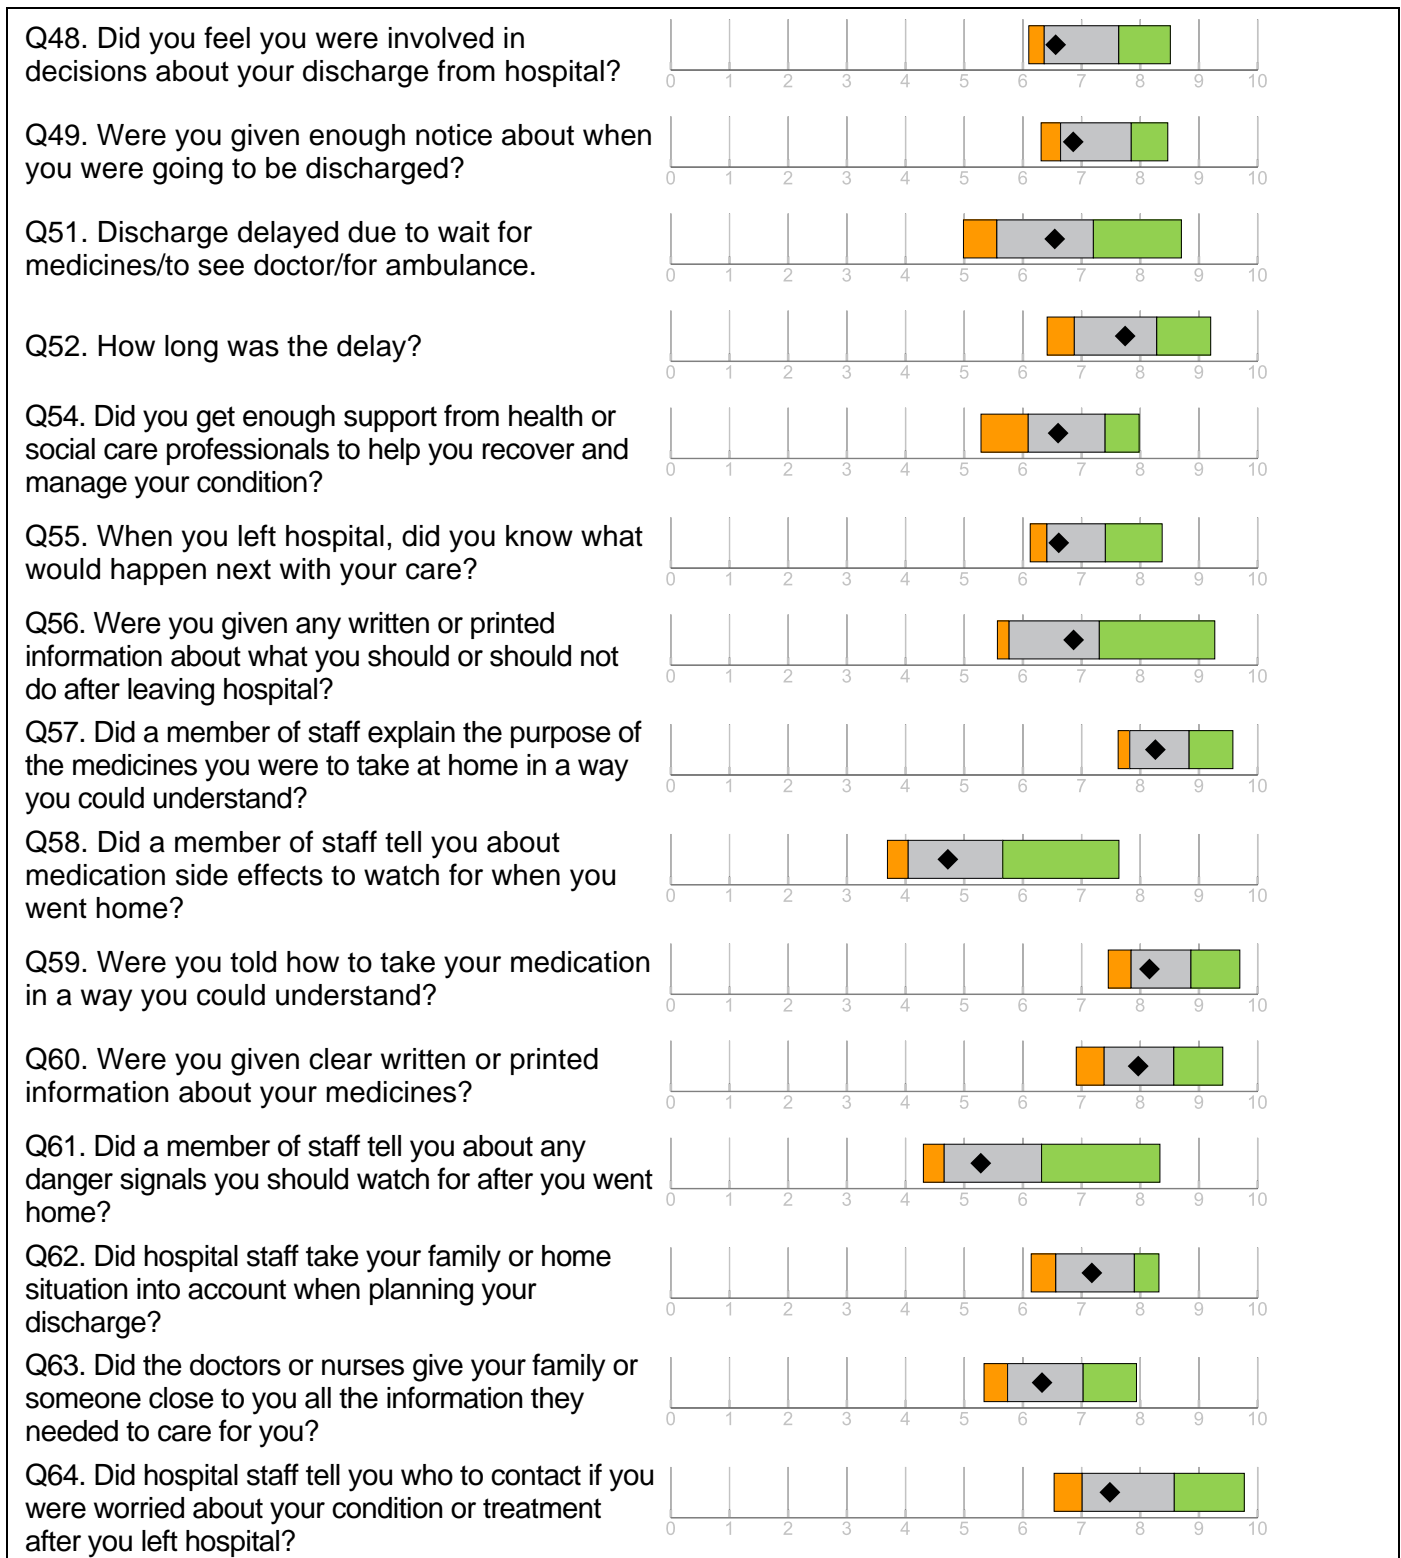 Q48. Did you feel you were involved in
decisions about your discharge from hospital?
0 1 2 3 4 5 6 7 8 9 10
Q49. Were you given enough notice about when
you were going to be discharged?
0 1 2 3 4 5 6 7 8 9 10
Q51. Discharge delayed due to wait for
medicines/to see doctor/for ambulance.
0 1 2 3 4 5 6 7 8 9 10
Q52. How long was the delay?
0 1 2 3 4 5 6 7 8 9 10
Q54. Did you get enough support from health or
social care professionals to help you recover and
manage your condition?
0 1 2 3 4 5 6 7 8 9 10
Q55. When you left hospital, did you know what
would happen next with your care?
0 1 2 3 4 5 6 7 8 9 10
Q56. Were you given any written or printed
information about what you should or should not
do after leaving hospital?
0 1 2 3 4 5 6 7 8 9 10
Q57. Did a member of staff explain the purpose of
the medicines you were to take at home in a way
you could understand?
0 1 2 3 4 5 6 7 8 9 10
Q58. Did a member of staff tell you about
medication side effects to watch for when you
went home?
0 1 2 3 4 5 6 7 8 9 10
Q59. Were you told how to take your medication
in a way you could understand?
0 1 2 3 4 5 6 7 8 9 10
Q60. Were you given clear written or printed
information about your medicines?
0 1 2 3 4 5 6 7 8 9 10
Q61. Did a member of staff tell you about any
danger signals you should watch for after you went
home?
0 1 2 3 4 5 6 7 8 9 10
Q62. Did hospital staff take your family or home
situation into account when planning your
discharge?
0 1 2 3 4 5 6 7 8 9 10
Q63. Did the doctors or nurses give your family or
someone close to you all the information they
needed to care for you?
0 1 2 3 4 5 6 7 8 9 10
Q64. Did hospital staff tell you who to contact if you
were worried about your condition or treatment
after you left hospital?
0 1 2 3 4 5 6 7 8 9 10